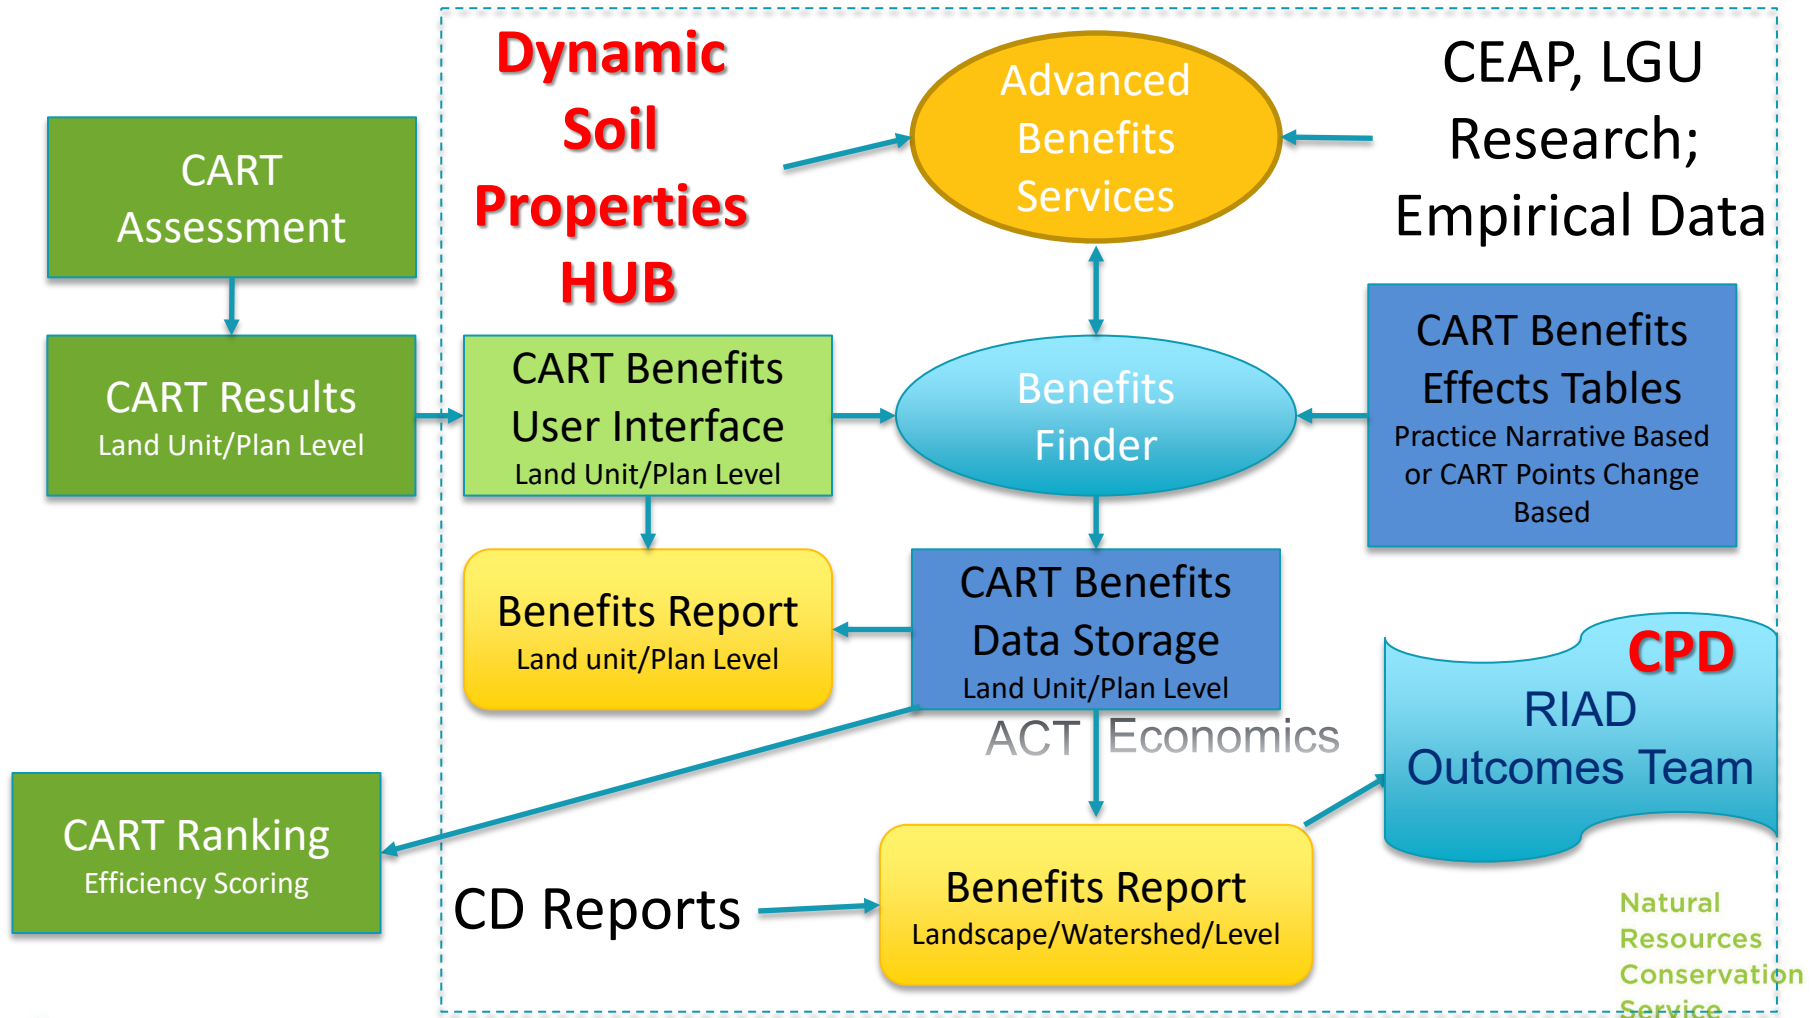 Dynamic
Soil
Properties
HUB
Advanced
Benefits
Services
CEAP, LGU
Research;
Empirical Data
CART
Assessment
CART Results
Land Unit/Plan Level
CART Benefits
User Interface
Land Unit/Plan Level
Benefits
Finder
CART Benefits
Effects Tables
Practice Narrative Based
or CART Points Change
Based
Benefits Report
Land unit/Plan Level
CART Benefits
Data Storage
Land Unit/Plan Level
ACT Economics
CPD
RIAD
Outcomes Team
CART Ranking
Efficiency Scoring
CD Reports
Benefits Report
Landscape/Watershed/Level
Natural
Resources
Conservation
Service